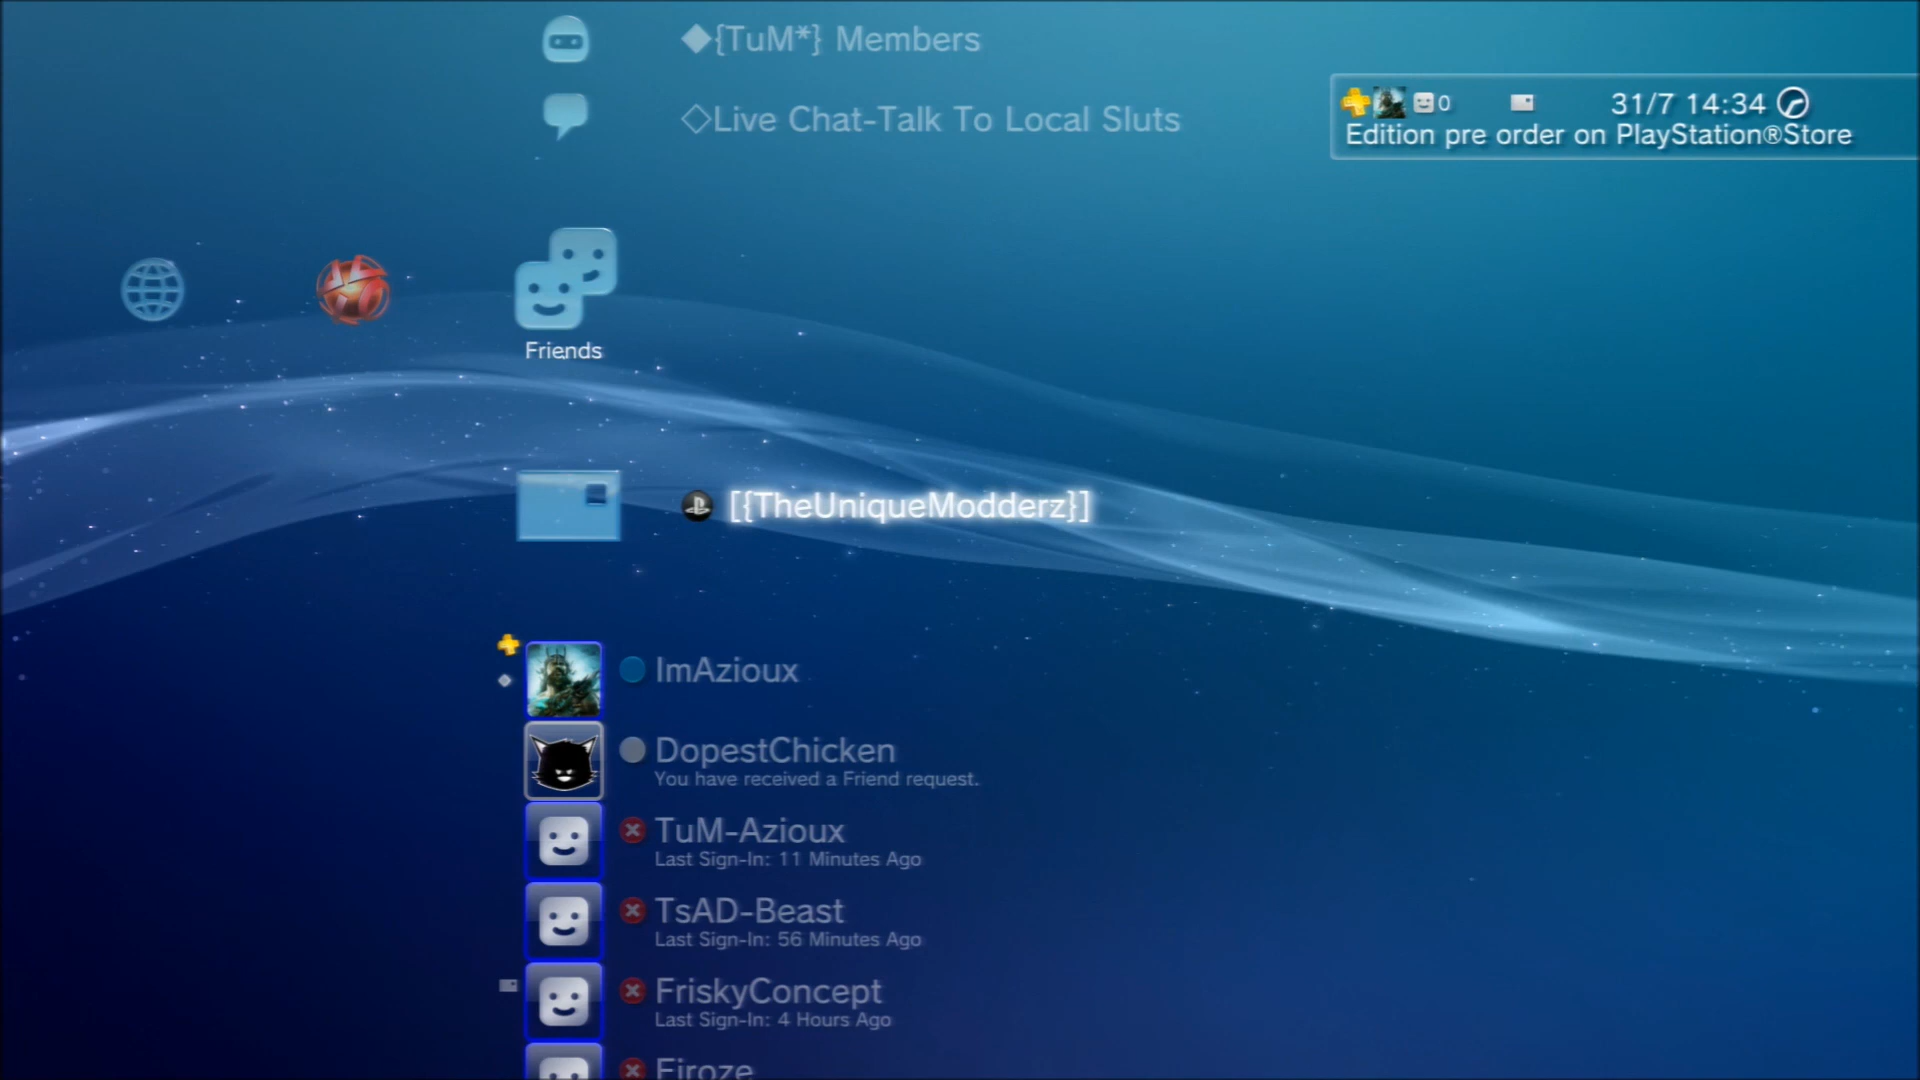 ◆{TuM*} Members
◇Live Chat-Talk To Local Sluts
0
31/7 14:34
Edition pre order on PlayStation®Store
Friends
[{TheUniqueModderz}]
ImAzioux
DopestChicken
You have received a Friend request.
TuM-Azioux
Last Sign-In: 11 Minutes Ago
TsAD-Beast
Last Sign-In: 56 Minutes Ago
FriskyConcept
Last Sign-In: 4 Hours Ago